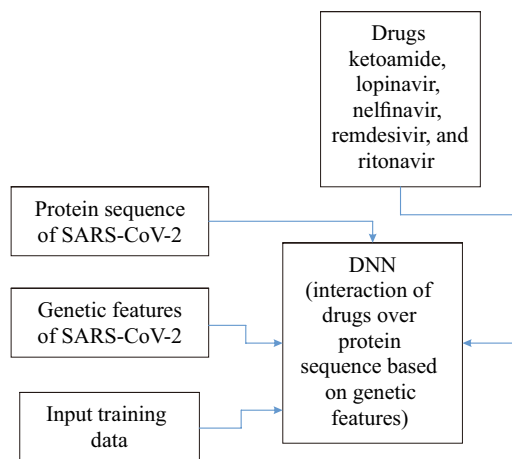 Drugs
ketoamide,
lopinavir,
nelfinavir,
remdesivir, and
ritonavir
Protein sequence
of SARS-CoV-2
Genetic features
of SARS-CoV-2
Input training
data
DNN
(interaction of
drugs over
protein
sequence based
on genetic
features)